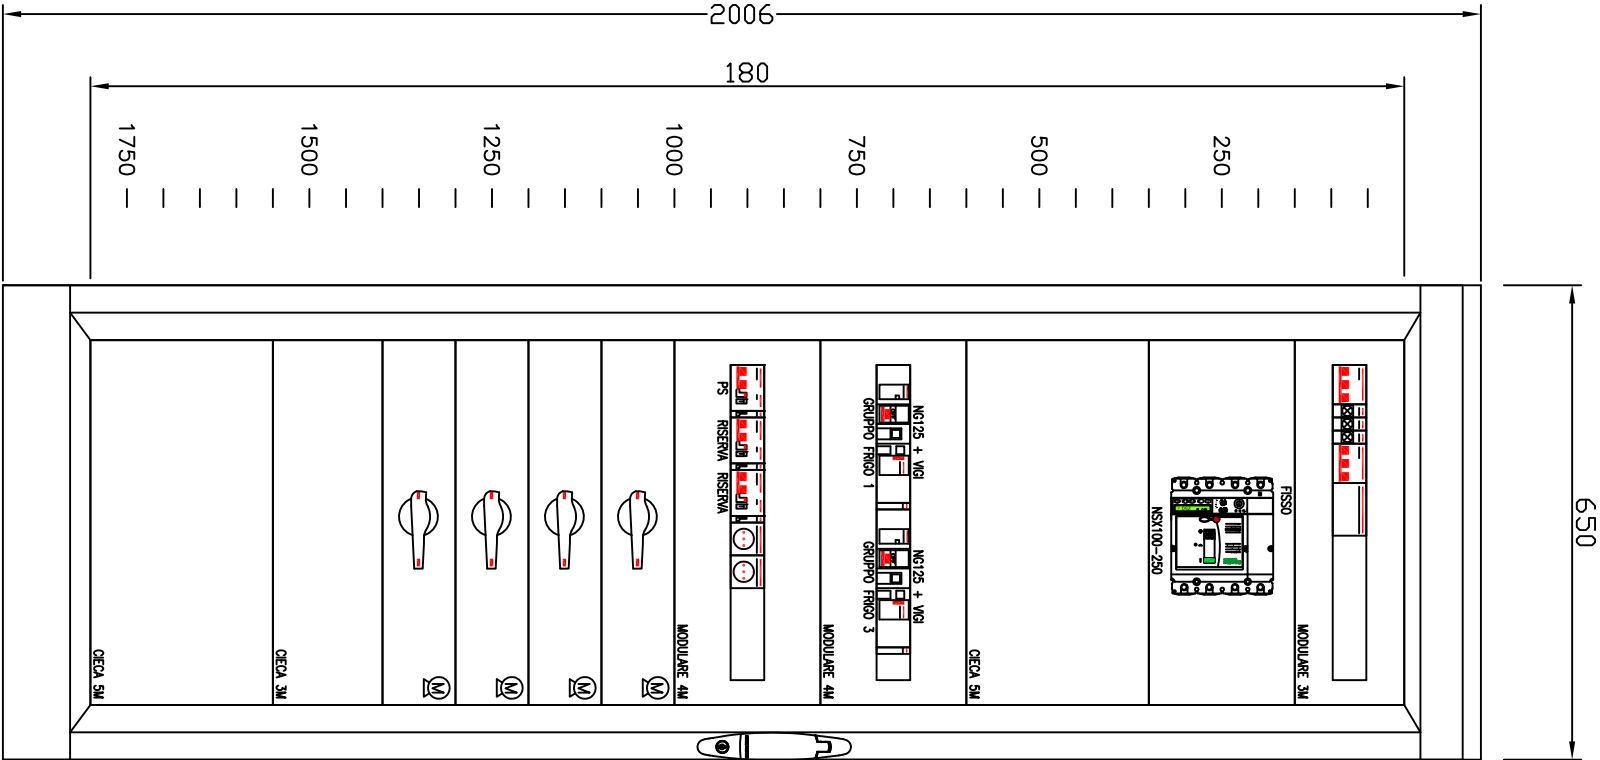 2006
180
1750
1500
1250
1000
750
500
250
650
FISSO
NSX100-250
MODULARE 3M
CIECA 5M
NG125 + VIGI
GRUPPO FRIGO 1
NG125 + VIGI
GRUPPO FRIGO 3
MODULARE 4M
PS
RISERVA
RISERVA
MODULARE 4M
M
M
M
M
CIECA 3M
CIECA 5M